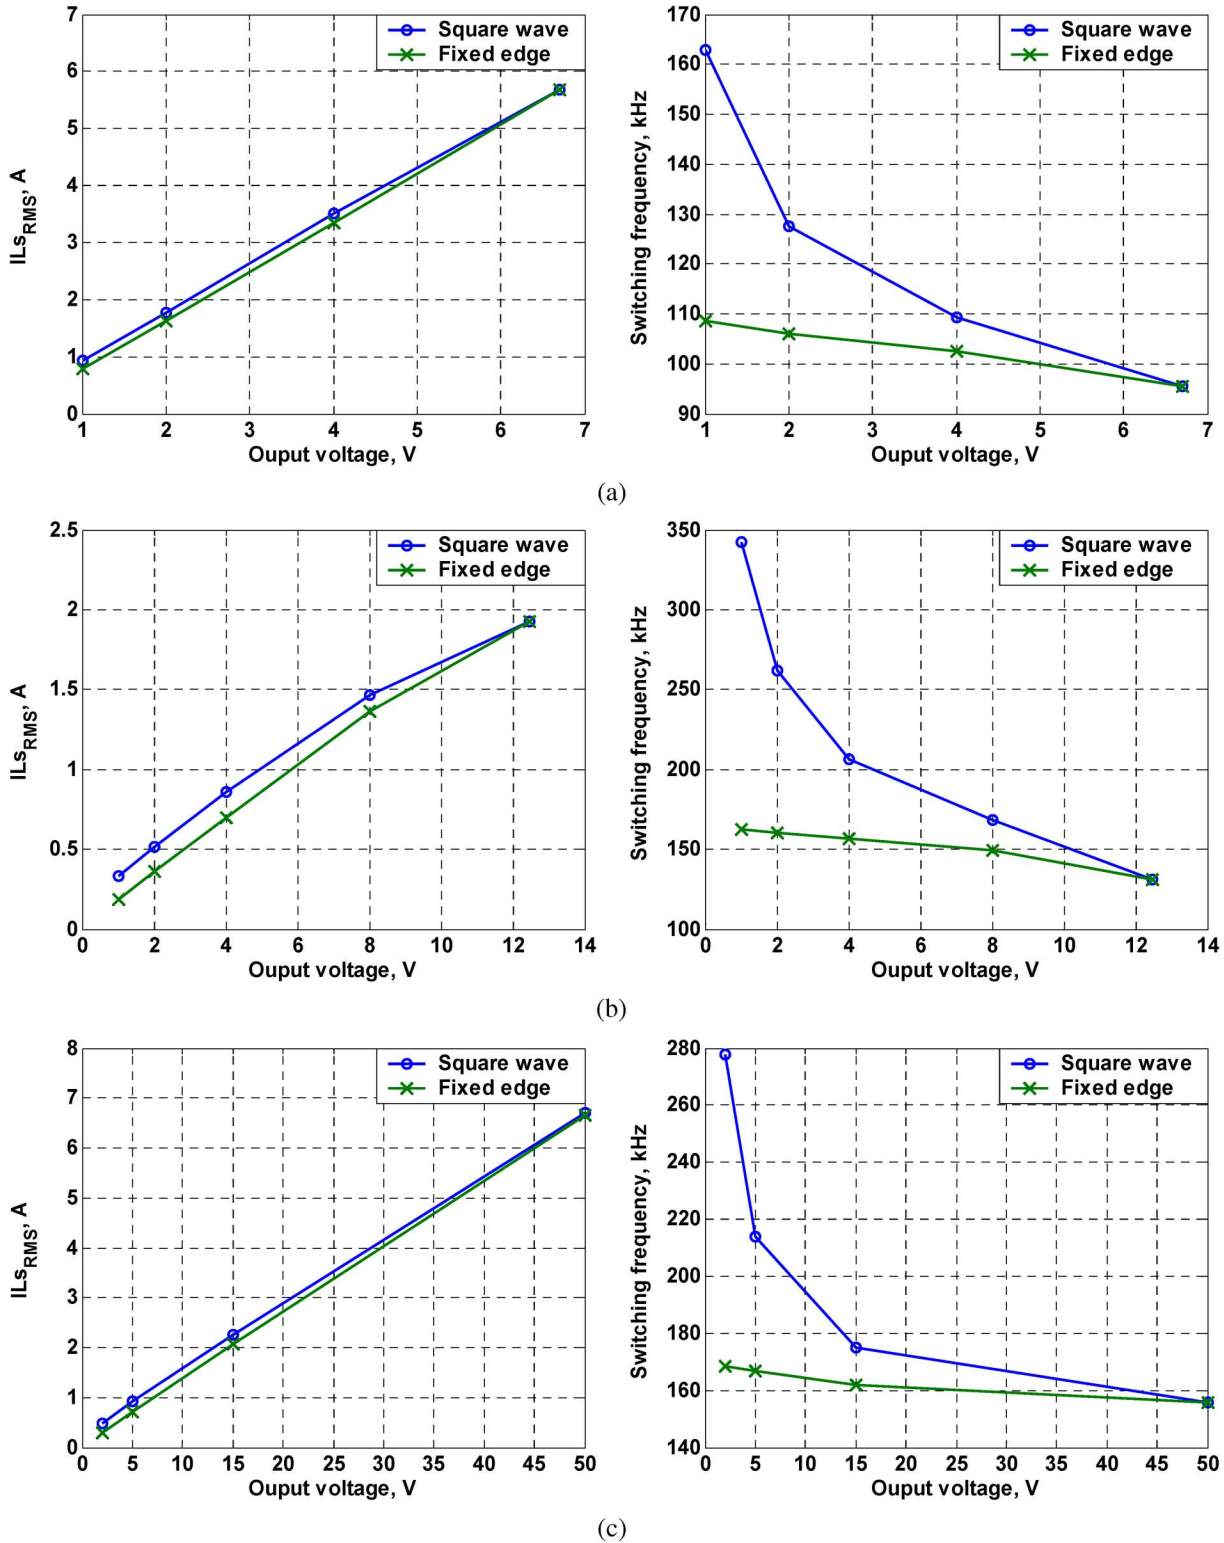 7
6
5
4
3
2
1
0
ILsRMS, A
Square wave
Fixed edge
1 2 3 4 5 6 7
Ouput voltage, V
170
160
150
140
130
120
110
100
90
Switching frequency, kHz
Square wave
Fixed edge
1 2 3 4 5 6 7
Ouput voltage, V
(a)
2.5
2
1.5
1
0.5
0
ILsRMS, A
Square wave
Fixed edge
0 2 4 6 8 10 12 14
Ouput voltage, V
350
300
250
200
150
100
Switching frequency, kHz
Square wave
Fixed edge
0 2 4 6 8 10 12 14
Ouput voltage, V
(b)
8
7
6
5
4
3
2
1
0
ILsRMS, A
Square wave
Fixed edge
0 5 10 15 20 25 30 35 40 45 50
Ouput voltage, V
280
260
240
220
200
180
160
140
Switching frequency, kHz
Square wave
Fixed edge
0 5 10 15 20 25 30 35 40 45 50
Ouput voltage, V
(c)